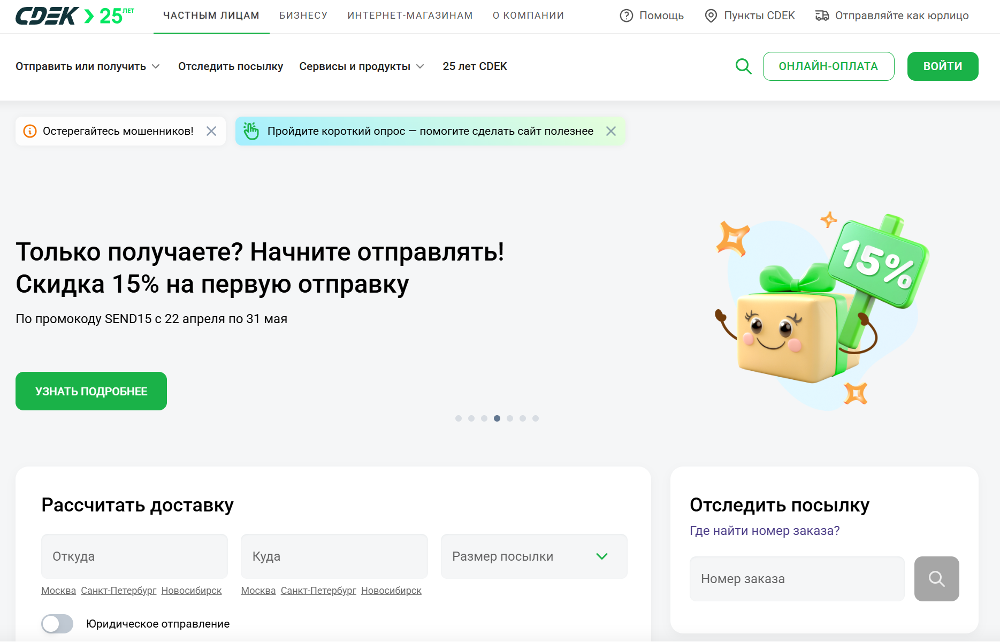 CDEK 25 ЛЕТ
ЧАСТНЫМ ЛИЦАМ
БИЗНЕСУ
ИНТЕРНЕТ-МАГАЗИНАМ
О КОМПАНИИ
Помощь
Пункты CDEK
Отправляйте как юрлицо
Отправить или получить
Отследить посылку
Сервисы и продукты
25 лет CDEK
ОНЛАЙН-ОПЛАТА
ВОЙТИ
Остерегайтесь мошенников!
Пройдите короткий опрос — помогите сделать сайт полезнее
Только получаете? Начните отправлять!
Скидка 15% на первую отправку
По промокоду SEND15 с 22 апреля по 31 мая
УЗНАТЬ ПОДРОБНЕЕ
15%
Рассчитать доставку
Откуда
Куда
Размер посылки
Москва Санкт-Петербург Новосибирск
Москва Санкт-Петербург Новосибирск
Юридическое отправление
Отследить посылку
Где найти номер заказа?
Номер заказа